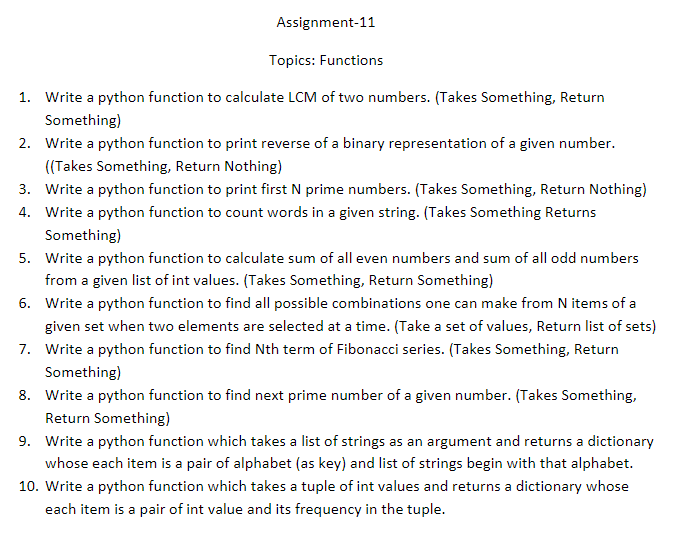 Assignment-11
Topics: Functions
1. Write a python function to calculate LCM of two numbers. (Takes Something, Return
Something)
2. Write a python function to print reverse of a binary representation of a given number.
((Takes Something, Return Nothing)
3. Write a python function to print first N prime numbers. (Takes Something, Return Nothing)
4. Write a python function to count words in a given string. (Takes Something Returns
Something)
5. Write a python function to calculate sum of all even numbers and sum of all odd numbers
from a given list of int values. (Takes Something, Return Something)
6. Write a python function to find all possible combinations one can make from N items of a
given set when two elements are selected at a time. (Take a set of values, Return list of sets)
7. Write a python function to find Nth term of Fibonacci series. (Takes Something, Return
Something)
8. Write a python function to find next prime number of a given number. (Takes Something,
Return Something)
9. Write a python function which takes a list of strings as an argument and returns a dictionary
whose each item is a pair of alphabet (as key) and list of strings begin with that alphabet.
10. Write a python function which takes a tuple of int values and returns a dictionary whose
each item is a pair of int value and its frequency in the tuple.